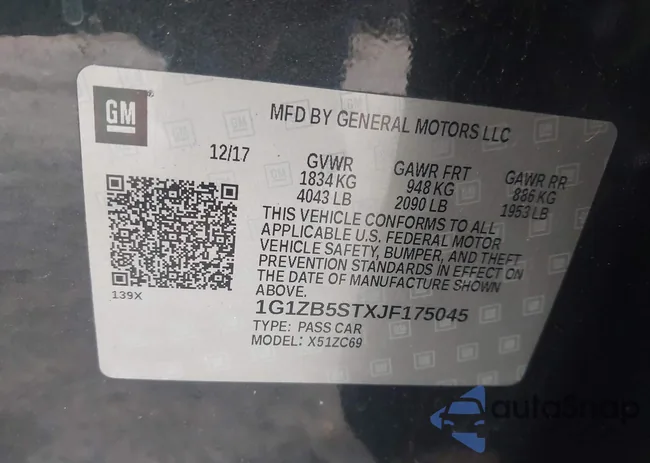 GM
MFD BY GENERAL MOTORS LLC
12/17 GVWR GAWR FRT GAWR RR
1834 KG 948 KG 886 KG
4043 LB 2090 LB 1953 LB
THIS VEHICLE CONFORMS TO ALL
APPLICABLE U.S. FEDERAL MOTOR
VEHICLE SAFETY, BUMPER, AND THEFT
PREVENTION STANDARDS IN EFFECT ON
THE DATE OF MANUFACTURE SHOWN
ABOVE.
139X
1G1ZB5STXJF175045
TYPE: PASS CAR
MODEL: X51ZC69
autoSnap